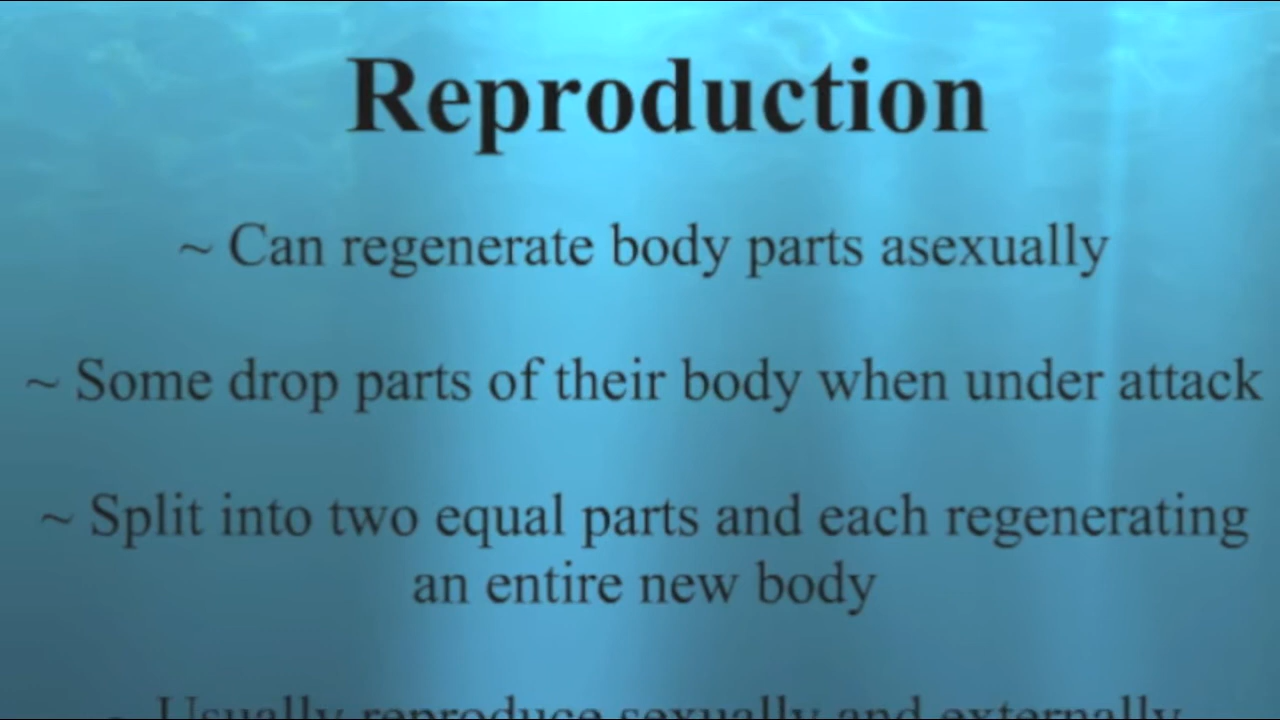 Reproduction
~ Can regenerate body parts asexually
~ Some drop parts of their body when under attack
~ Split into two equal parts and each regenerating
an entire new body
~ Usually reproduce sexually and externally